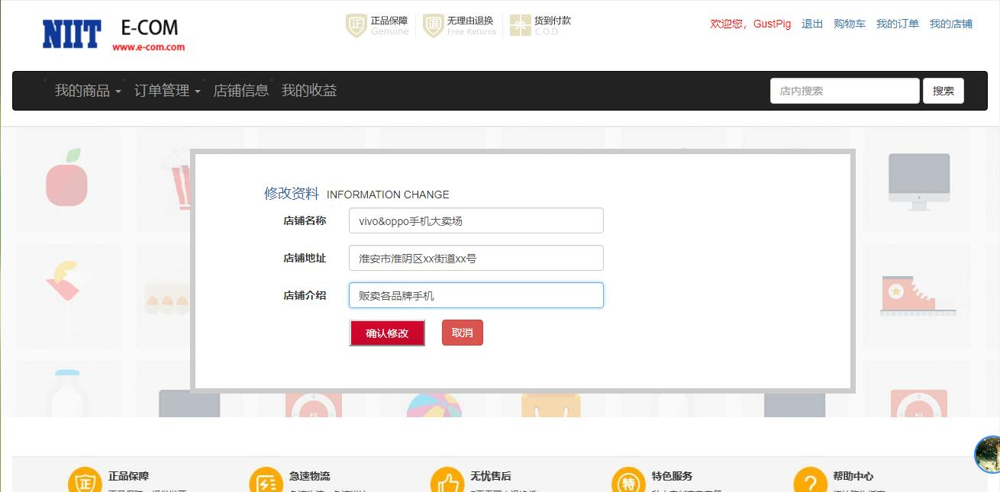 NIIT E-COM
www.e-com.com
正品保障
Genuine
无理由退换
Free Returns
货到付款
C.O.D
欢迎您，GustPig 退出 购物车 我的订单 我的店铺
我的商品 订单管理 店铺信息 我的收益
店内搜索 搜索
修改资料 INFORMATION CHANGE
店铺名称 vivo&oppo手机大卖场
店铺地址 淮安市淮阴区xx街道xx号
店铺介绍 贩卖各品牌手机
确认修改 取消
正 正品保障
急速物流
无忧售后
特 特色服务
? 帮助中心